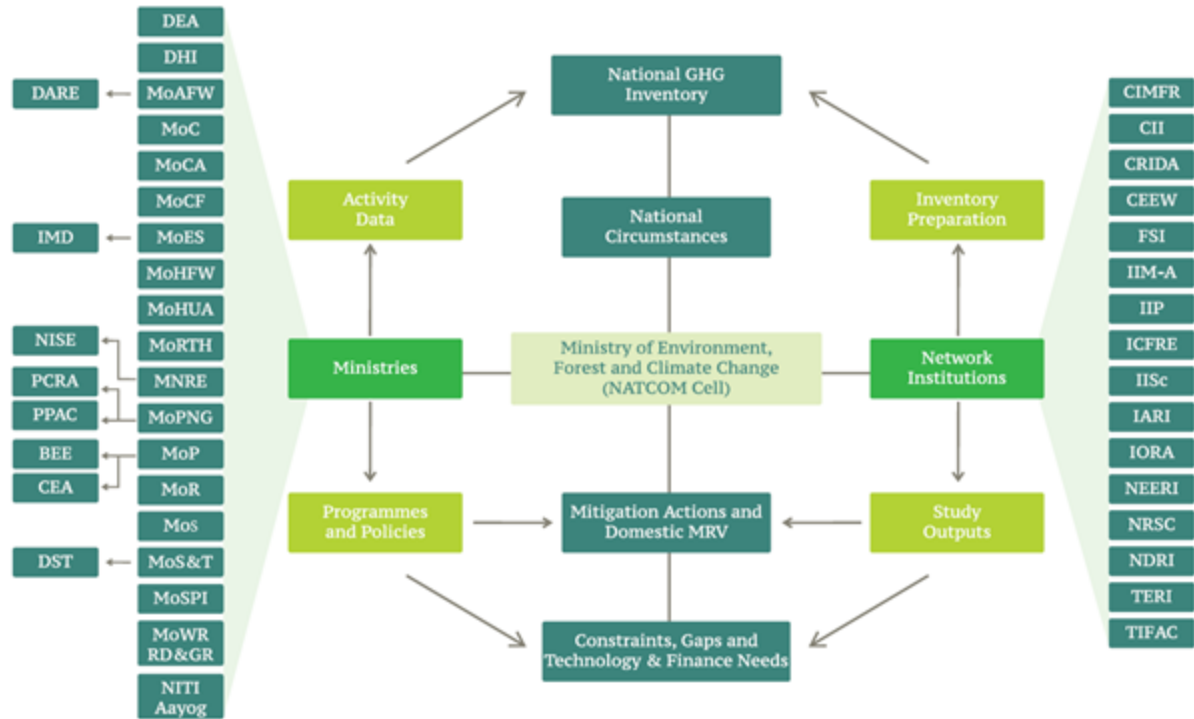 DEA
DHI
DARE
MoAFW
MoC
MoCA
MoCF
IMD
MoES
MoHFW
MoHUA
MoRTH
NISE
MNRE
PCRA
PPAC
MoPNG
BEE
MoP
CEA
MoR
MoS
DST
MoS&T
MoSPI
MoWR
RD&GR
NITI
Aayog
National GHG
Inventory
Activity
Data
National
Circumstances
Inventory
Preparation
Ministries
Ministry of Environment,
Forest and Climate Change
(NATCOM Cell)
Network
Institutions
Programmes
and Policies
Mitigation Actions and
Domestic MRV
Study
Outputs
Constraints, Gaps and
Technology & Finance Needs
CIMFR
CII
CRIDA
CEEW
FSI
IIM-A
IIP
ICFRE
IISc
IARI
IORA
NEERI
NRSC
NDRI
TERI
TIFAC